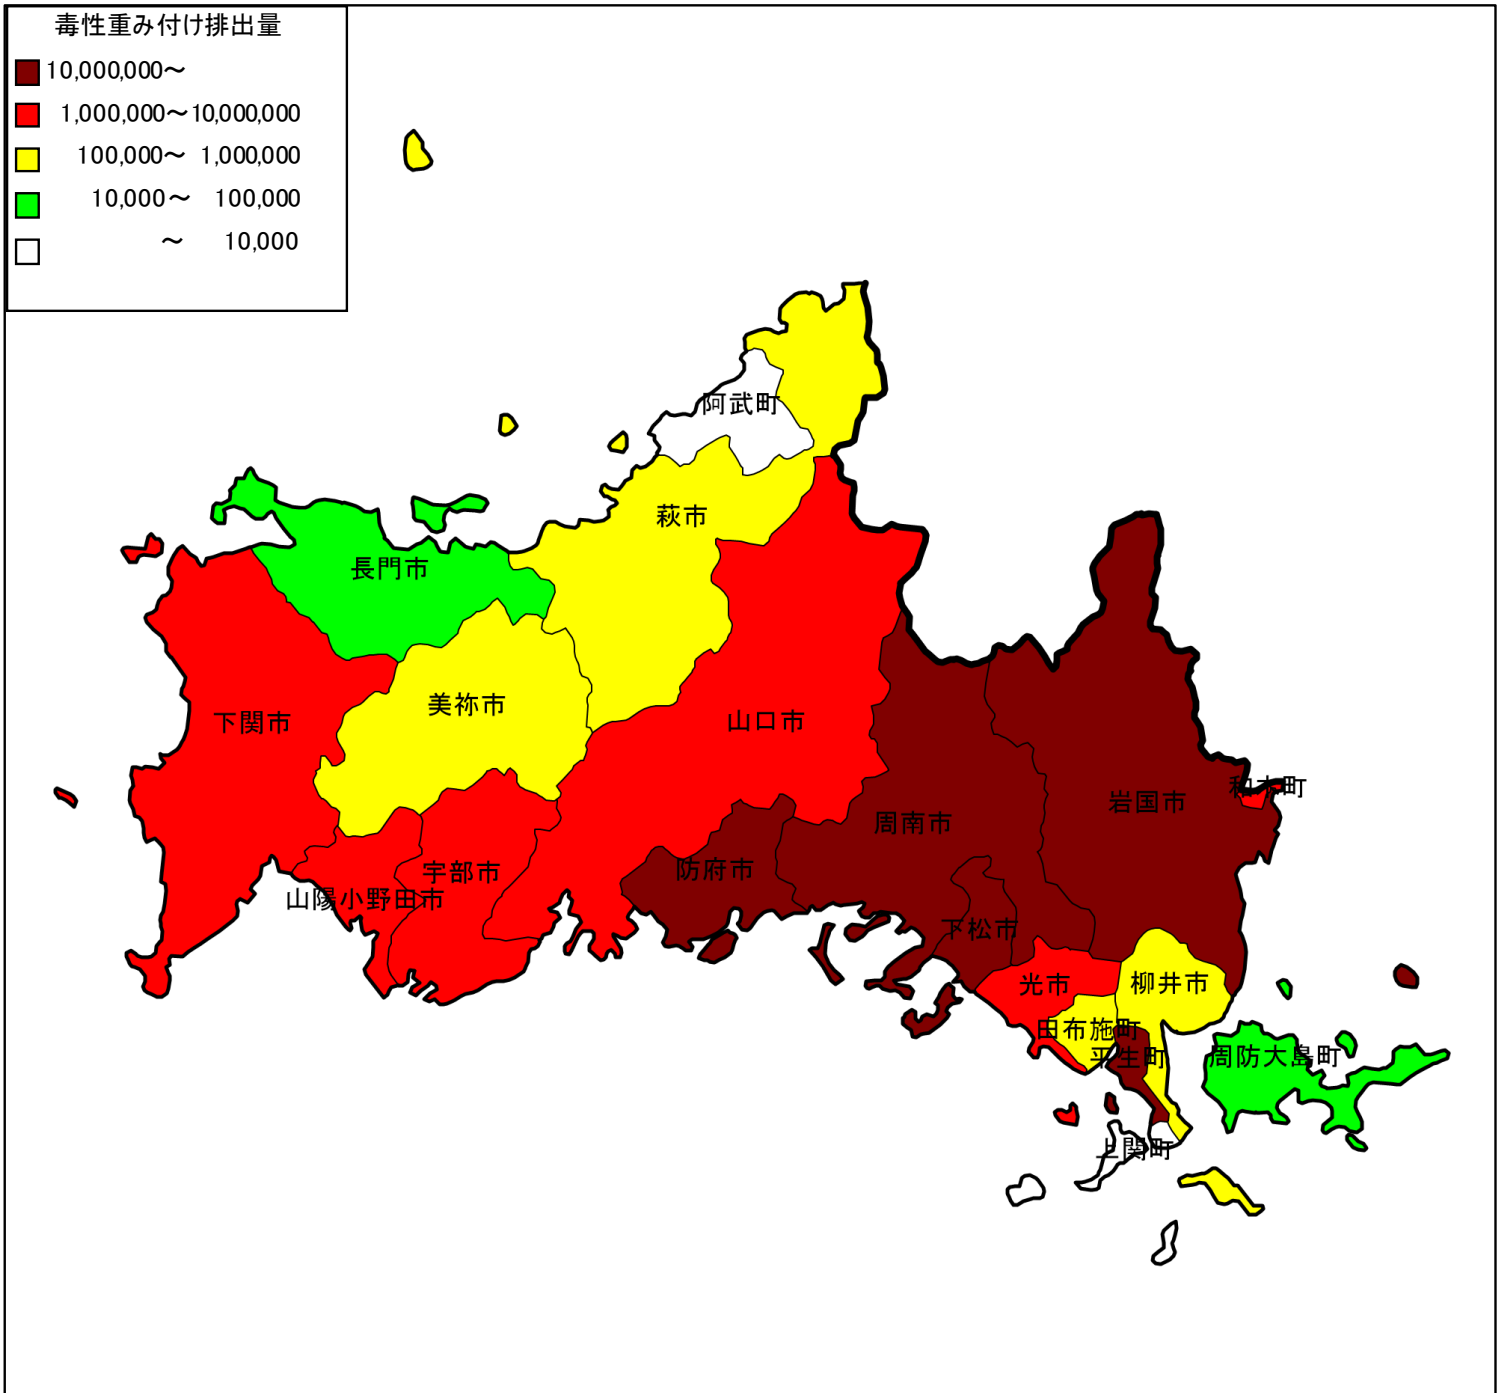 毒性重み付け排出量
10,000,000～
1,000,000～10,000,000
100,000～ 1,000,000
10,000～ 100,000
～ 10,000
阿武町
萩市
長門市
美祢市
下関市
山口市
和木町
岩国市
周南市
防府市
宇部市
山陽小野田市
下松市
光市
柳井市
田布施町
平生町
周防大島町
上関町